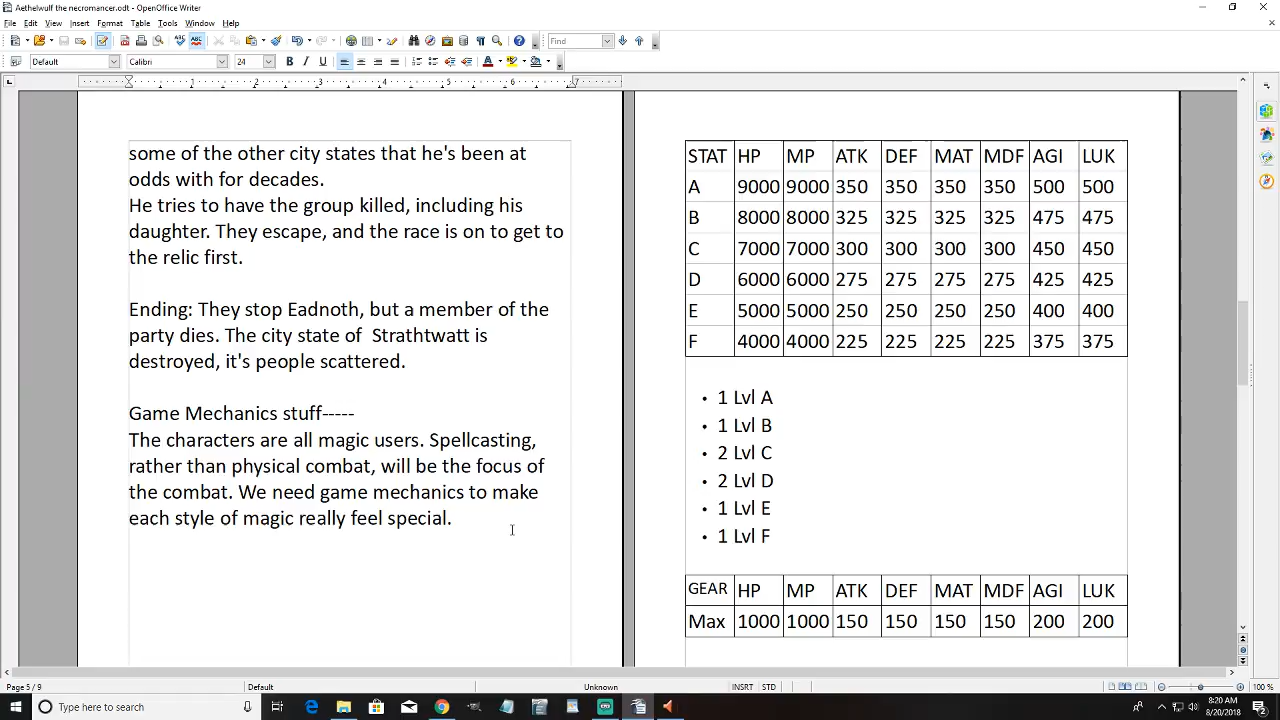 Aethelwulf the necromancer.odt - OpenOffice Writer
File Edit View Insert Format Table Tools Window Help
Find
Default Calibri 24
1 2 3 4 5 6 7
some of the other city states that he's been at
odds with for decades.
He tries to have the group killed, including his
daughter. They escape, and the race is on to get to
the relic first.
Ending: They stop Eadnoth, but a member of the
party dies. The city state of  Strathtwatt is
destroyed, it's people scattered.
Game Mechanics stuff-----
The characters are all magic users. Spellcasting,
rather than physical combat, will be the focus of
the combat. We need game mechanics to make
each style of magic really feel special.
STAT HP MP ATK DEF MAT MDF AGI LUK
A 9000 9000 350 350 350 350 500 500
B 8000 8000 325 325 325 325 475 475
C 7000 7000 300 300 300 300 450 450
D 6000 6000 275 275 275 275 425 425
E 5000 5000 250 250 250 250 400 400
F 4000 4000 225 225 225 225 375 375
• 1 Lvl A
• 1 Lvl B
• 2 Lvl C
• 2 Lvl D
• 1 Lvl E
• 1 Lvl F
GEAR HP MP ATK DEF MAT MDF AGI LUK
Max 1000 1000 150 150 150 150 200 200
Page 5 / 9 Default Unknown INSRT STD 100 %
Type here to search
8:20 AM
8/20/2018